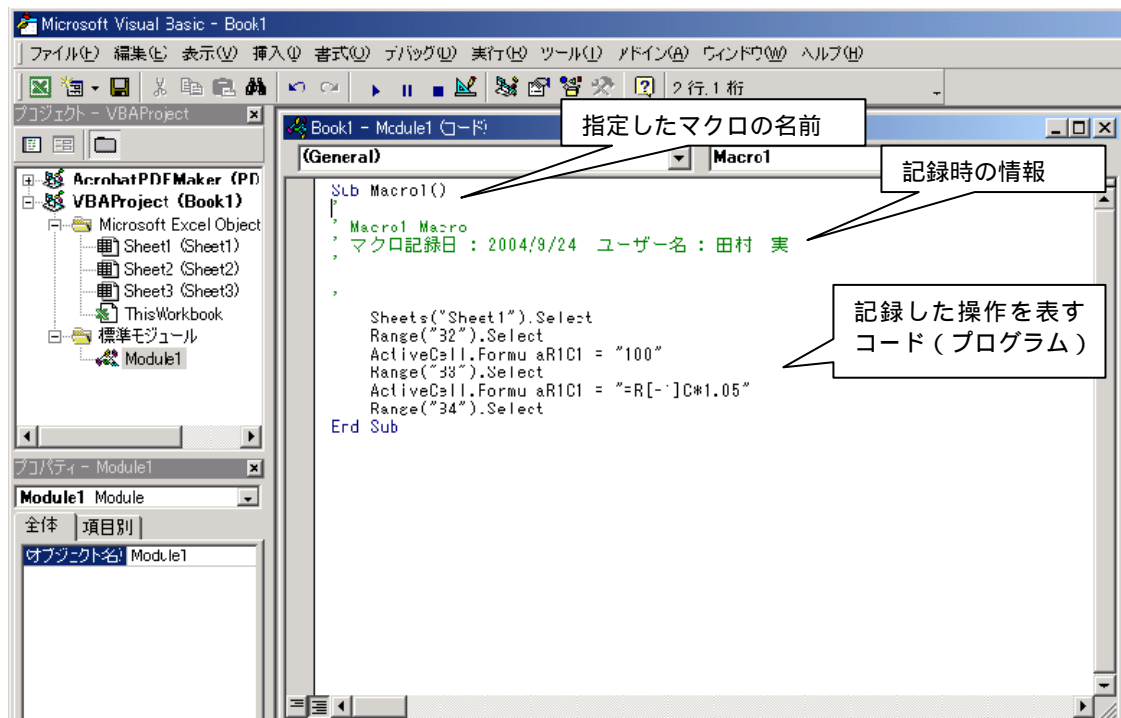 Microsoft Visual Basic - Book1
ファイル(F) 編集(E) 表示(V) 挿入(I) 書式(O) デバッグ(D) 実行(R) ツール(T) アドイン(A) ウィンドウ(W) ヘルプ(H)
2 行, 1 桁
プロジェクト - VBAProject
AcrobatPDFMaker (PD
VBAProject (Book1)
Microsoft Excel Object
Sheet1 (Sheet1)
Sheet2 (Sheet2)
Sheet3 (Sheet3)
ThisWorkbook
標準モジュール
Module1
プロパティ - Module1
Module1 Module
全体 項目別
(オブジェクト名) Module1
Book1 - Module1 (コード)
(General) Macro1
指定したマクロの名前
記録時の情報
Sub Macro1()
'
' Macro1 Macro
' マクロ記録日 : 2004/9/24 ユーザー名 : 田村 実
'
'
Sheets("Sheet1").Select
Range("B2").Select
ActiveCell.FormulaR1C1 = "100"
Range("B3").Select
ActiveCell.FormulaR1C1 = "=R[-1]C*1.05"
Range("B4").Select
End Sub
記録した操作を表す
コード(プログラム)